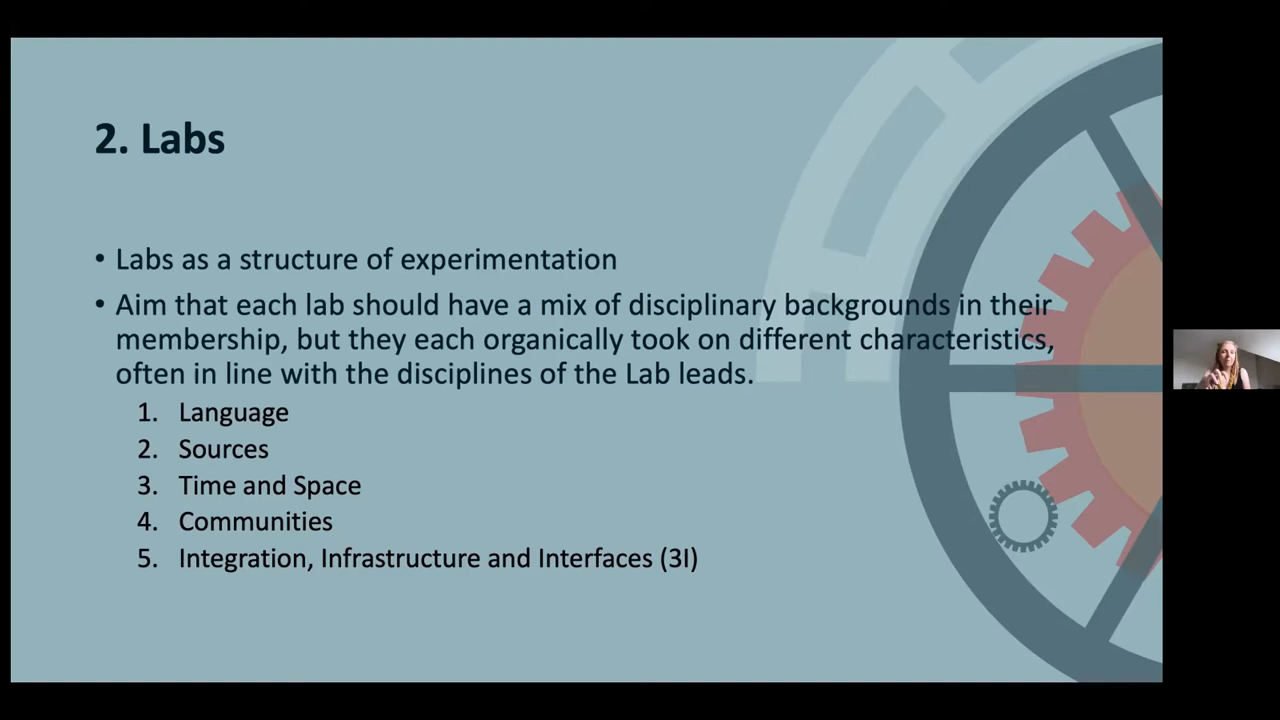 2. Labs
• Labs as a structure of experimentation
• Aim that each lab should have a mix of disciplinary backgrounds in their
membership, but they each organically took on different characteristics,
often in line with the disciplines of the Lab leads.
1. Language
2. Sources
3. Time and Space
4. Communities
5. Integration, Infrastructure and Interfaces (3I)